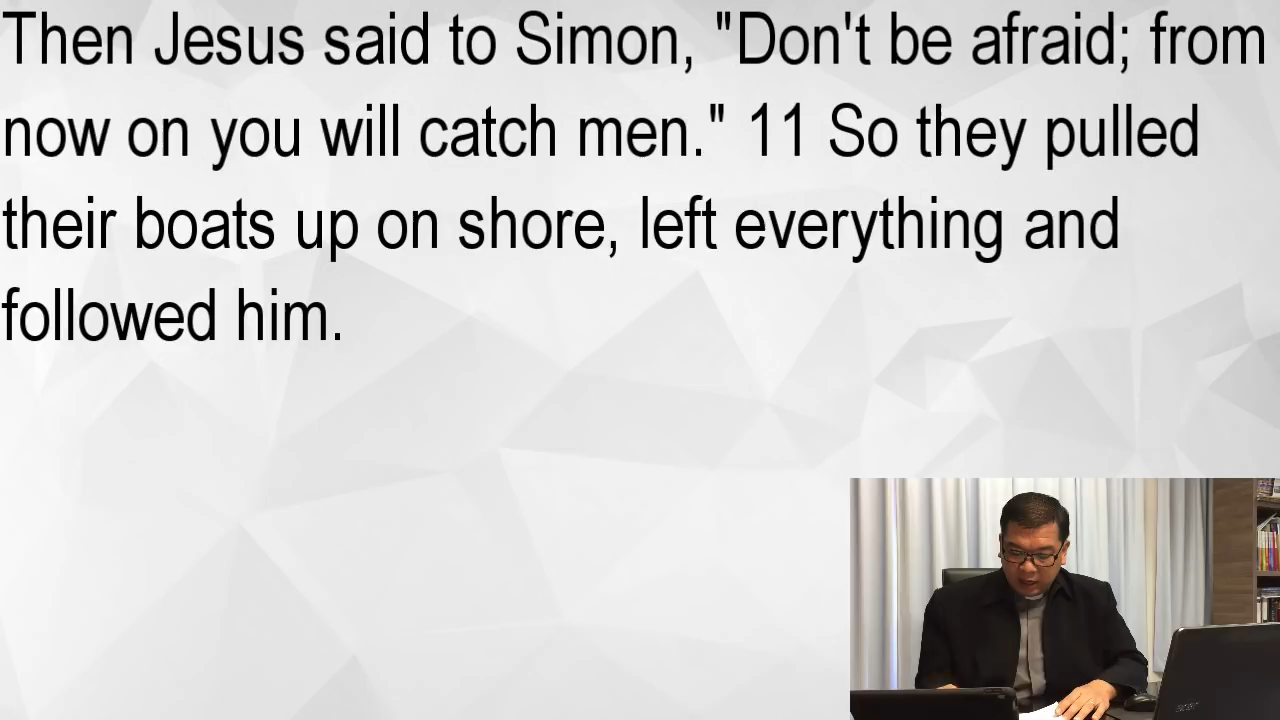 Then Jesus said to Simon, "Don't be afraid; from
now on you will catch men." 11 So they pulled
their boats up on shore, left everything and
followed him.
acer